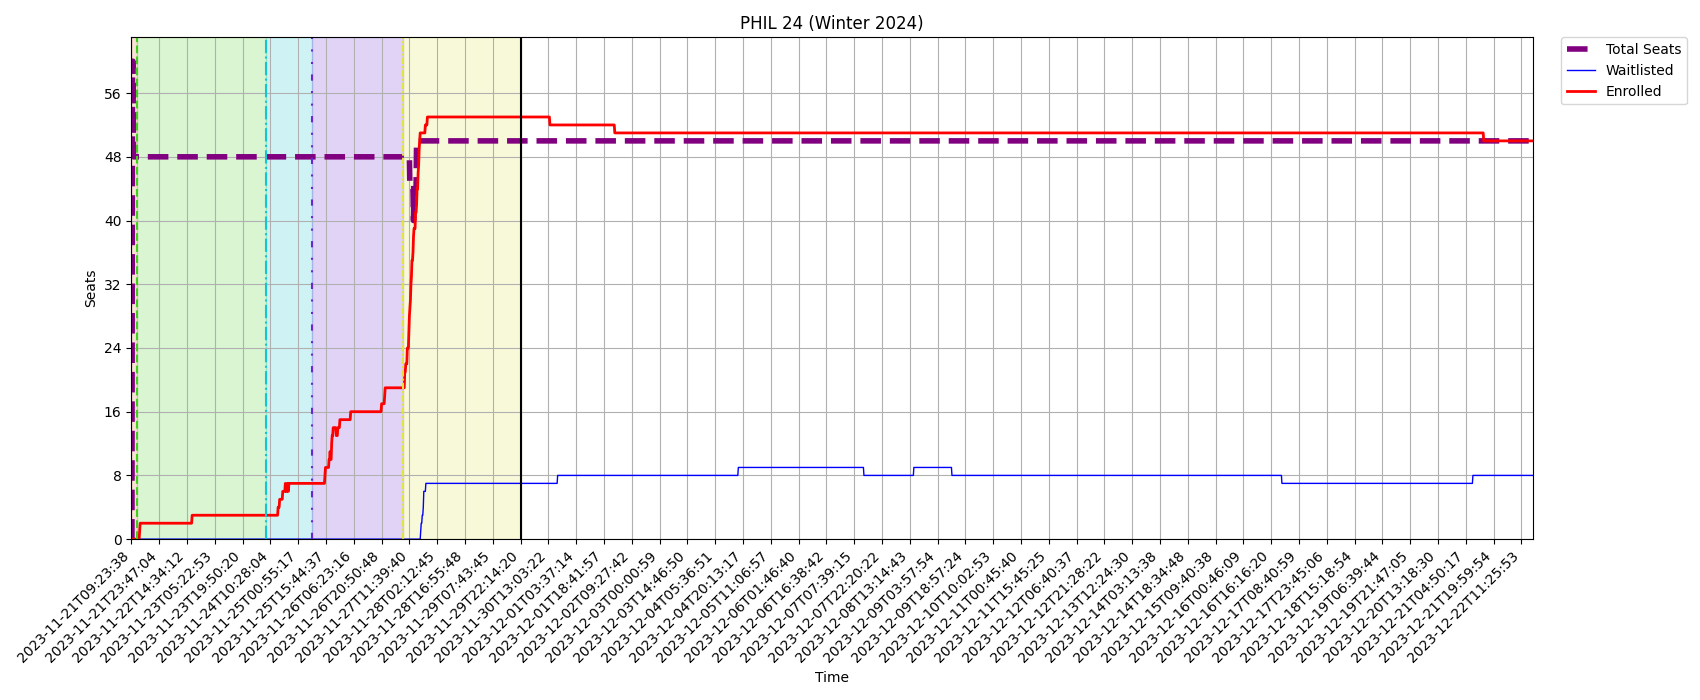 PHIL 24 (Winter 2024)
Total Seats
Waitlisted
Enrolled
Seats
56
48
40
32
24
16
8
0
2023-11-21T09:23:38
2023-11-21T23:47:04
2023-11-22T14:34:12
2023-11-23T05:22:53
2023-11-23T19:50:20
2023-11-24T10:28:04
2023-11-25T00:55:17
2023-11-25T15:44:37
2023-11-26T06:23:16
2023-11-26T20:50:48
2023-11-27T11:39:40
2023-11-28T02:12:45
2023-11-28T16:55:48
2023-11-29T07:43:45
2023-11-29T22:14:20
2023-11-30T13:03:22
2023-12-01T03:37:14
2023-12-01T18:41:57
2023-12-02T09:27:42
2023-12-03T00:00:59
2023-12-03T14:46:50
2023-12-04T05:36:51
2023-12-04T20:13:17
2023-12-05T11:06:57
2023-12-06T01:46:40
2023-12-06T16:38:42
2023-12-07T07:39:15
2023-12-07T22:20:22
2023-12-08T13:14:43
2023-12-09T03:57:54
2023-12-09T18:57:24
2023-12-10T10:02:53
2023-12-11T00:45:40
2023-12-11T15:45:25
2023-12-12T06:40:37
2023-12-12T21:28:22
2023-12-13T12:24:30
2023-12-14T03:13:38
2023-12-14T18:34:48
2023-12-15T09:40:38
2023-12-16T00:46:09
2023-12-16T16:16:20
2023-12-17T08:40:59
2023-12-17T23:45:06
2023-12-18T15:18:54
2023-12-19T06:39:44
2023-12-19T21:47:05
2023-12-20T13:18:30
2023-12-21T04:50:17
2023-12-21T19:59:54
2023-12-22T11:25:53
Time